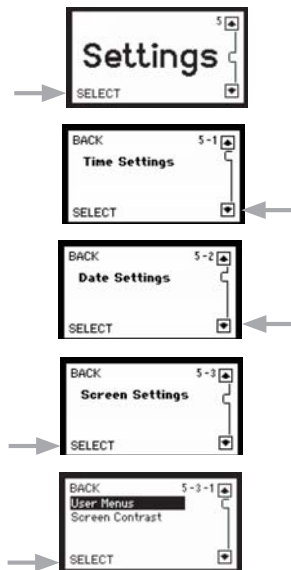 5
Settings
SELECT
BACK 5-1
Time Settings
SELECT
BACK 5-2
Date Settings
SELECT
BACK 5-3
Screen Settings
SELECT
BACK 5-3-1
User Menus
Screen Contrast
SELECT